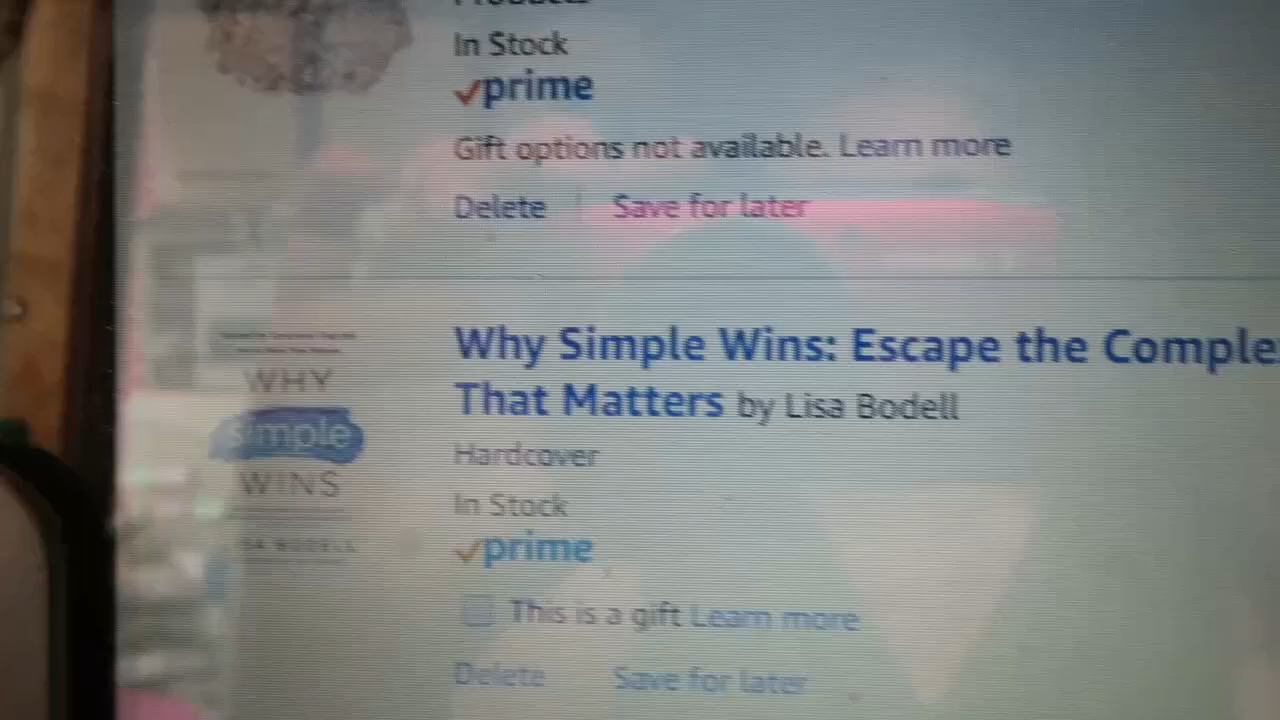 In Stock
prime
Gift options not available. Learn more
Delete | Save for later
Why Simple Wins: Escape the Comple
That Matters by Lisa Bodell
WHY
simple
WINS
Hardcover
In Stock
prime
This is a gift Learn more
Delete Save for later